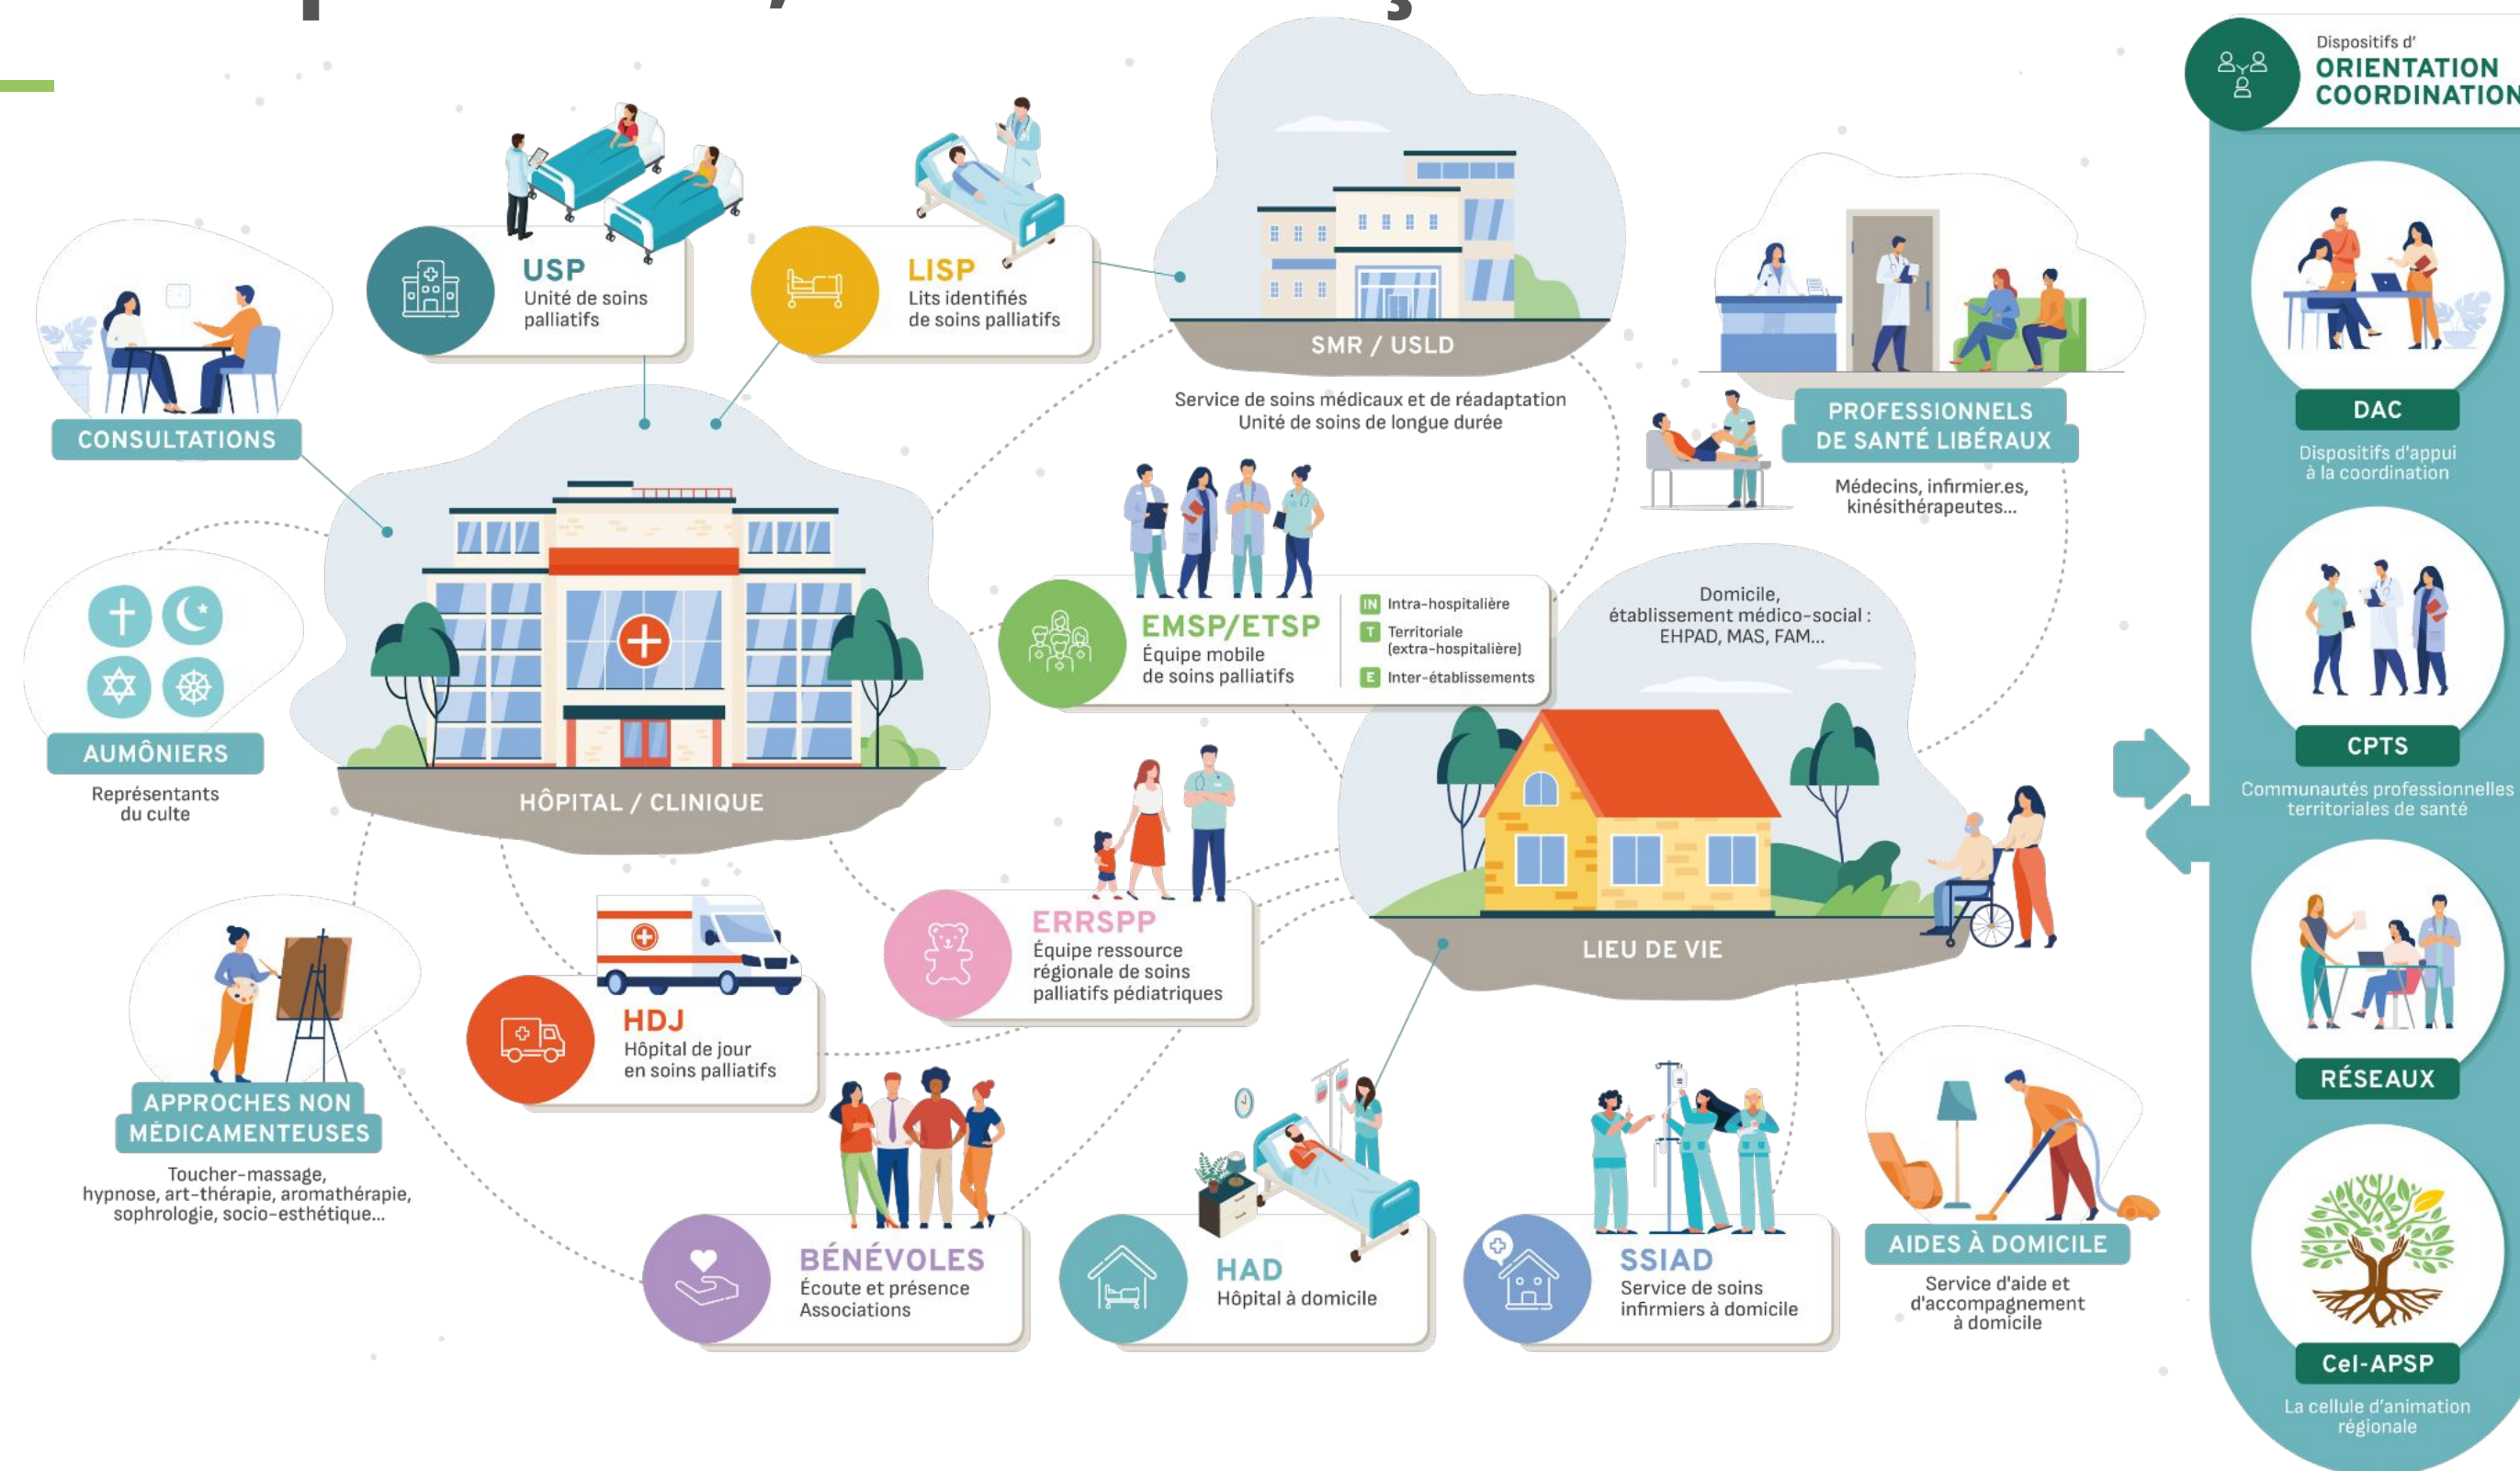 USP
Unité de soins
palliatifs
LISP
Lits identifiés
de soins palliatifs
SMR / USLD
Service de soins médicaux et de réadaptation
Unité de soins de longue durée
CONSULTATIONS
PROFESSIONNELS
DE SANTÉ LIBÉRAUX
Médecins, infirmier.es,
kinésithérapeutes...
AUMÔNIERS
Représentants
du culte
HÔPITAL / CLINIQUE
EMSP/ETSP
Équipe mobile
de soins palliatifs
IN Intra-hospitalière
T Territoriale
(extra-hospitalière)
E Inter-établissements
Domicile,
établissement médico-social :
EHPAD, MAS, FAM...
LIEU DE VIE
ERRSPP
Équipe ressource
régionale de soins
palliatifs pédiatriques
HDJ
Hôpital de jour
en soins palliatifs
APPROCHES NON
MÉDICAMENTEUSES
Toucher-massage,
hypnose, art-thérapie, aromathérapie,
sophrologie, socio-esthétique...
BÉNÉVOLES
Écoute et présence
Associations
HAD
Hôpital à domicile
SSIAD
Service de soins
infirmiers à domicile
AIDES À DOMICILE
Service d'aide et
d'accompagnement
à domicile
Dispositifs d'
ORIENTATION
COORDINATION
DAC
Dispositifs d'appui
à la coordination
CPTS
Communautés professionnelles
territoriales de santé
RÉSEAUX
Cel-APSP
La cellule d'animation
régionale